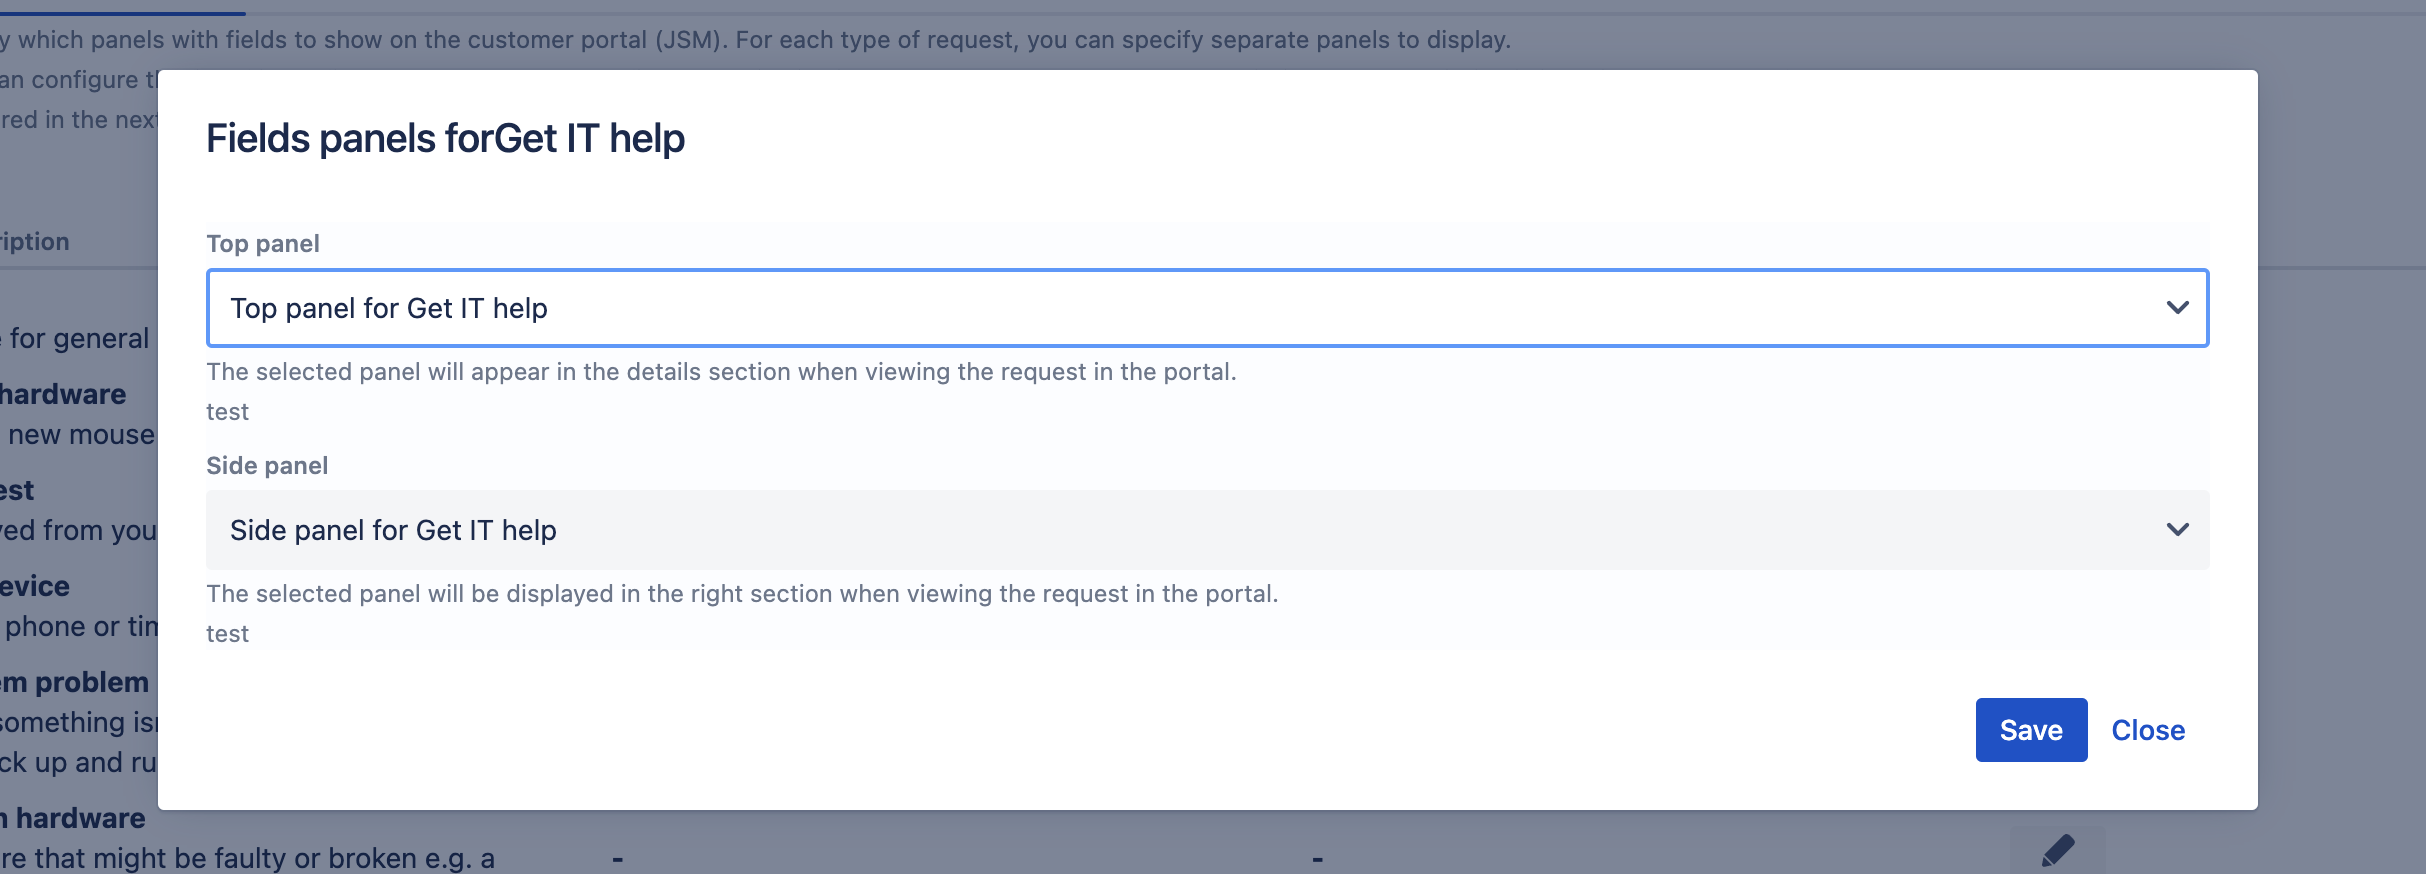 y which panels with fields to show on the customer portal (JSM). For each type of request, you can specify separate panels to display.
an configure t
red in the next
Fields panels forGet IT help
ription
Top panel
Top panel for Get IT help
The selected panel will appear in the details section when viewing the request in the portal.
test
Side panel
Side panel for Get IT help
The selected panel will be displayed in the right section when viewing the request in the portal.
test
Save Close
for general
hardware
new mouse
est
ved from you
evice
phone or tim
em problem
something isn
ck up and ru
n hardware
re that might be faulty or broken e.g. a - -